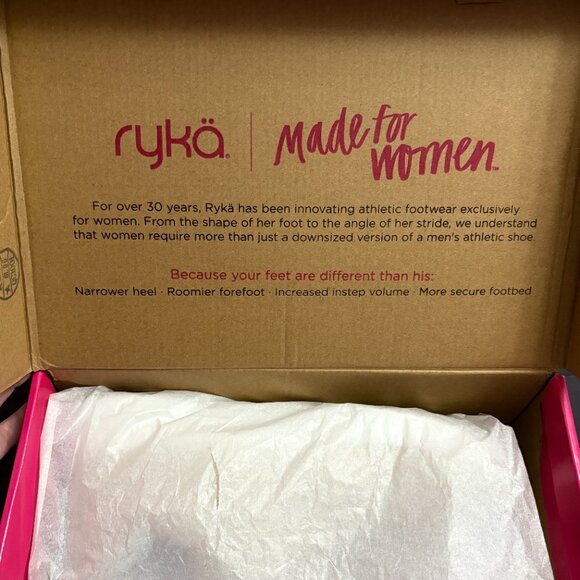 rykä.
Made for
women™
For over 30 years, Rykä has been innovating athletic footwear exclusively
for women. From the shape of her foot to the angle of her stride, we understand
that women require more than just a downsized version of a men's athletic shoe.
Because your feet are different than his:
Narrower heel · Roomier forefoot · Increased instep volume · More secure footbed